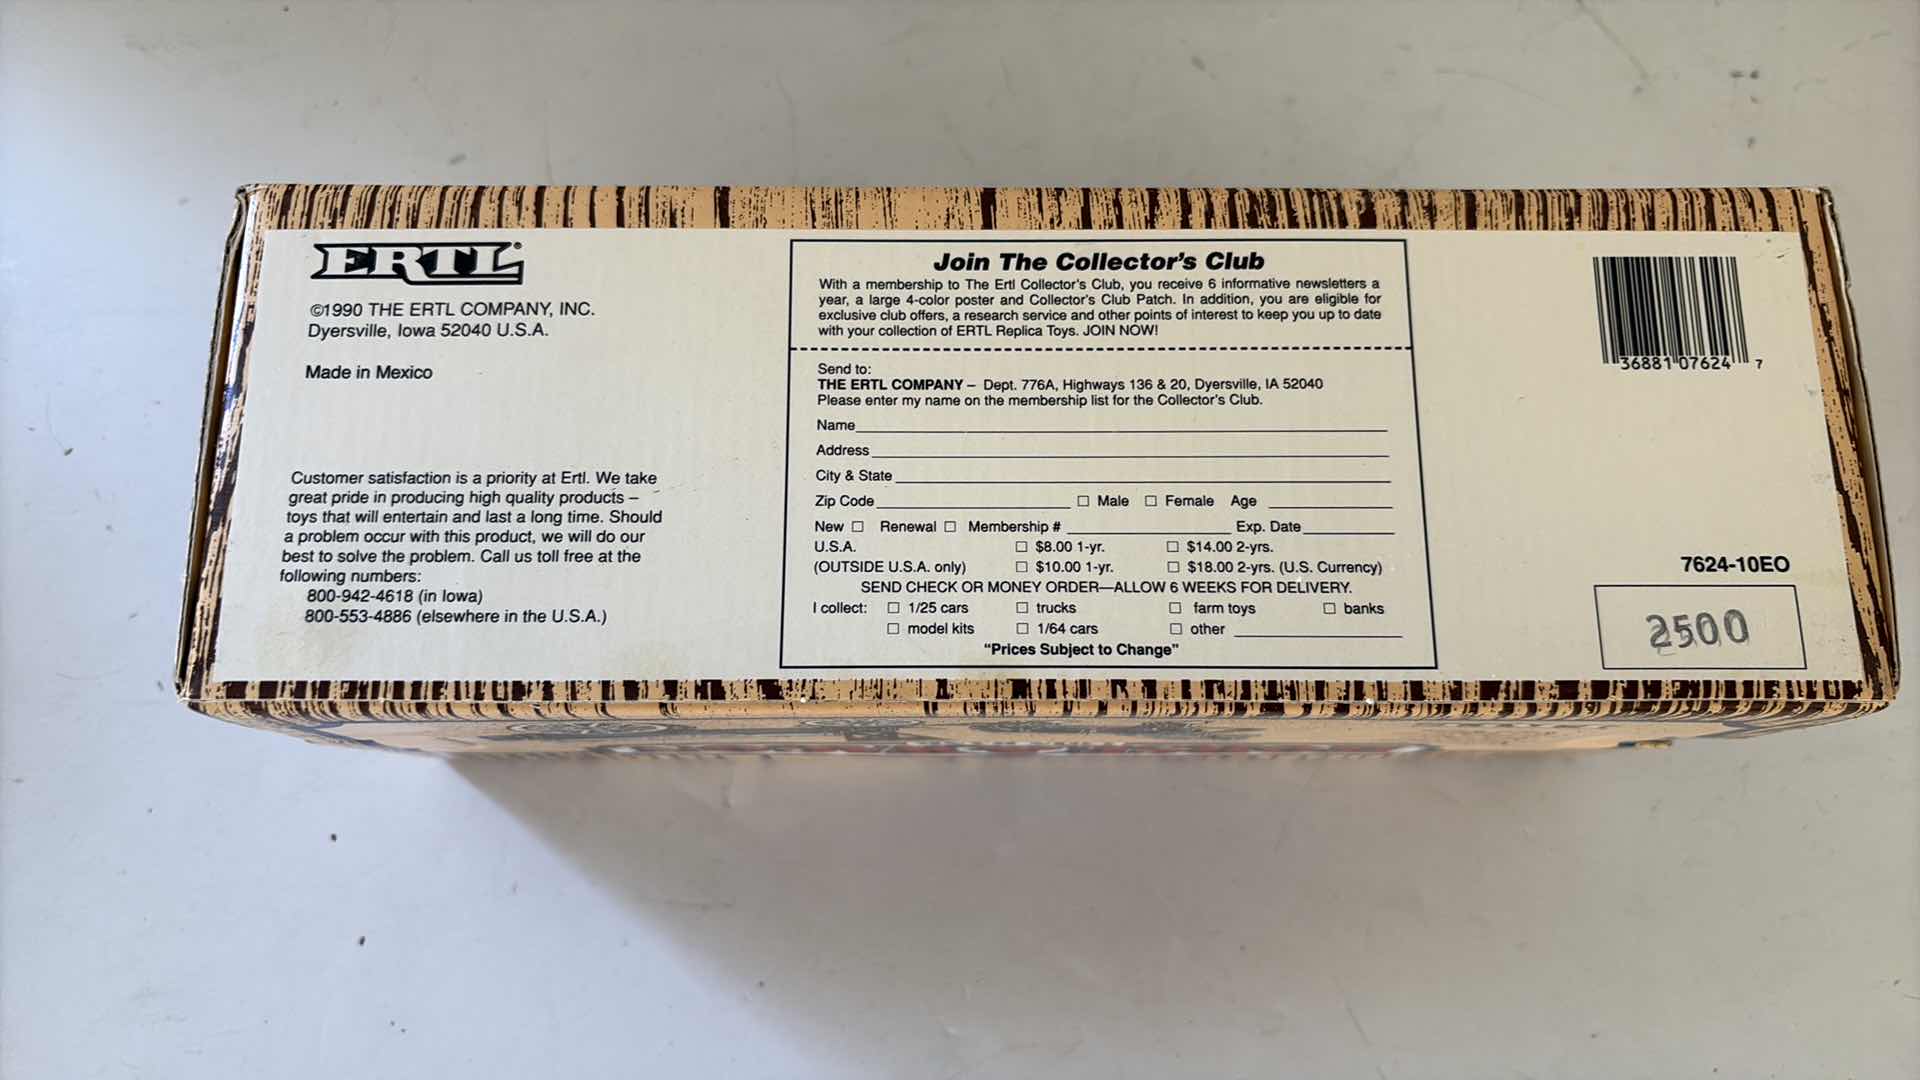 ERTL®
©1990 THE ERTL COMPANY, INC.
Dyersville, Iowa 52040 U.S.A.
Made in Mexico
Customer satisfaction is a priority at Ertl. We take
great pride in producing high quality products –
toys that will entertain and last a long time. Should
a problem occur with this product, we will do our
best to solve the problem. Call us toll free at the
following numbers:
800-942-4618 (in Iowa)
800-553-4886 (elsewhere in the U.S.A.)
Join The Collector's Club
With a membership to The Ertl Collector's Club, you receive 6 informative newsletters a
year, a large 4-color poster and Collector's Club Patch. In addition, you are eligible for
exclusive club offers, a research service and other points of interest to keep you up to date
with your collection of ERTL Replica Toys. JOIN NOW!
Send to:
THE ERTL COMPANY – Dept. 776A, Highways 136 & 20, Dyersville, IA 52040
Please enter my name on the membership list for the Collector's Club.
Name
Address
City & State
Zip Code □ Male □ Female Age
New □ Renewal □ Membership # Exp. Date
U.S.A. □ $8.00 1-yr. □ $14.00 2-yrs.
(OUTSIDE U.S.A. only) □ $10.00 1-yr. □ $18.00 2-yrs. (U.S. Currency)
SEND CHECK OR MONEY ORDER—ALLOW 6 WEEKS FOR DELIVERY.
I collect: □ 1/25 cars □ trucks □ farm toys □ banks
□ model kits □ 1/64 cars □ other
"Prices Subject to Change"
36881 07624 7
7624-10EO
2500